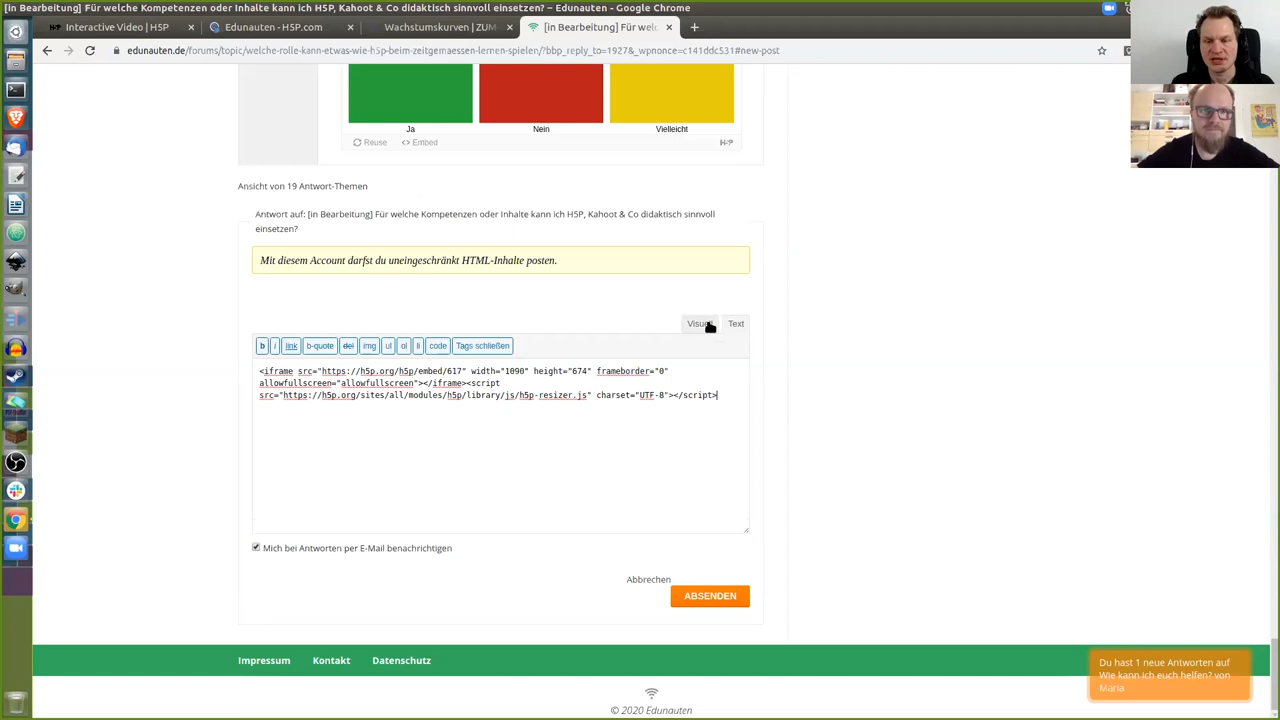 [in Bearbeitung] Für welche Kompetenzen oder Inhalte kann ich H5P, Kahoot & Co didaktisch sinnvoll einsetzen? – Edunauten - Google Chrome
Interactive Video | H5P
Edunauten - H5P.com
Wachstumskurven | ZUM
[in Bearbeitung] Für welc
edunauten.de/forums/topic/welche-rolle-kann-etwas-wie-h5p-beim-zeitgemaessen-lernen-spielen/?bbp_reply_to=1927&_wpnonce=c141ddc531#new-post
Ja
Nein
Vielleicht
Reuse
<> Embed
H5P
Ansicht von 19 Antwort-Themen
Antwort auf: [in Bearbeitung] Für welche Kompetenzen oder Inhalte kann ich H5P, Kahoot & Co didaktisch sinnvoll
einsetzen?
Mit diesem Account darfst du uneingeschränkt HTML-Inhalte posten.
Text
b
i
link
b-quote
del
img
ul
ol
li
code
Tags schließen
<iframe src="https://h5p.org/h5p/embed/617" width="1090" height="674" frameborder="0"
allowfullscreen="allowfullscreen"></iframe><script
src="https://h5p.org/sites/all/modules/h5p/library/js/h5p-resizer.js" charset="UTF-8"></script>
Mich bei Antworten per E-Mail benachrichtigen
Abbrechen
ABSENDEN
Impressum
Kontakt
Datenschutz
Du hast 1 neue Antworten auf
Wie kann ich euch helfen? von
Maria
© 2020 Edunauten